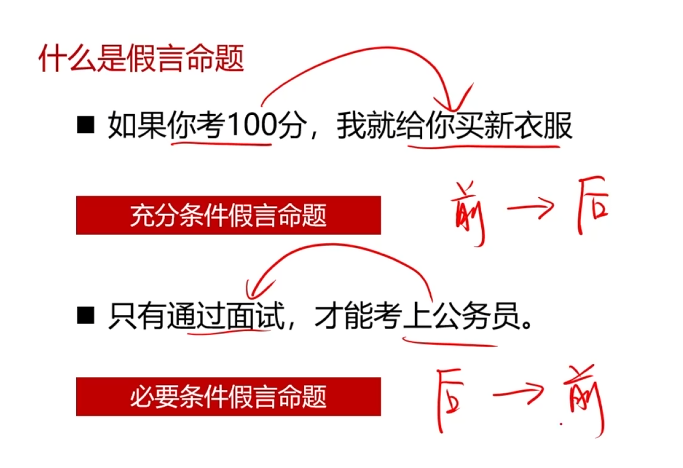 什么是假言命题
■ 如果你考100分，我就给你买新衣服
充分条件假言命题
前 → 后
■ 只有通过面试，才能考上公务员。
必要条件假言命题
后 → 前